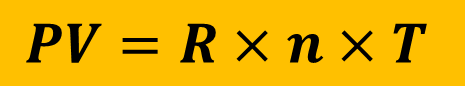 PV = R × n × T